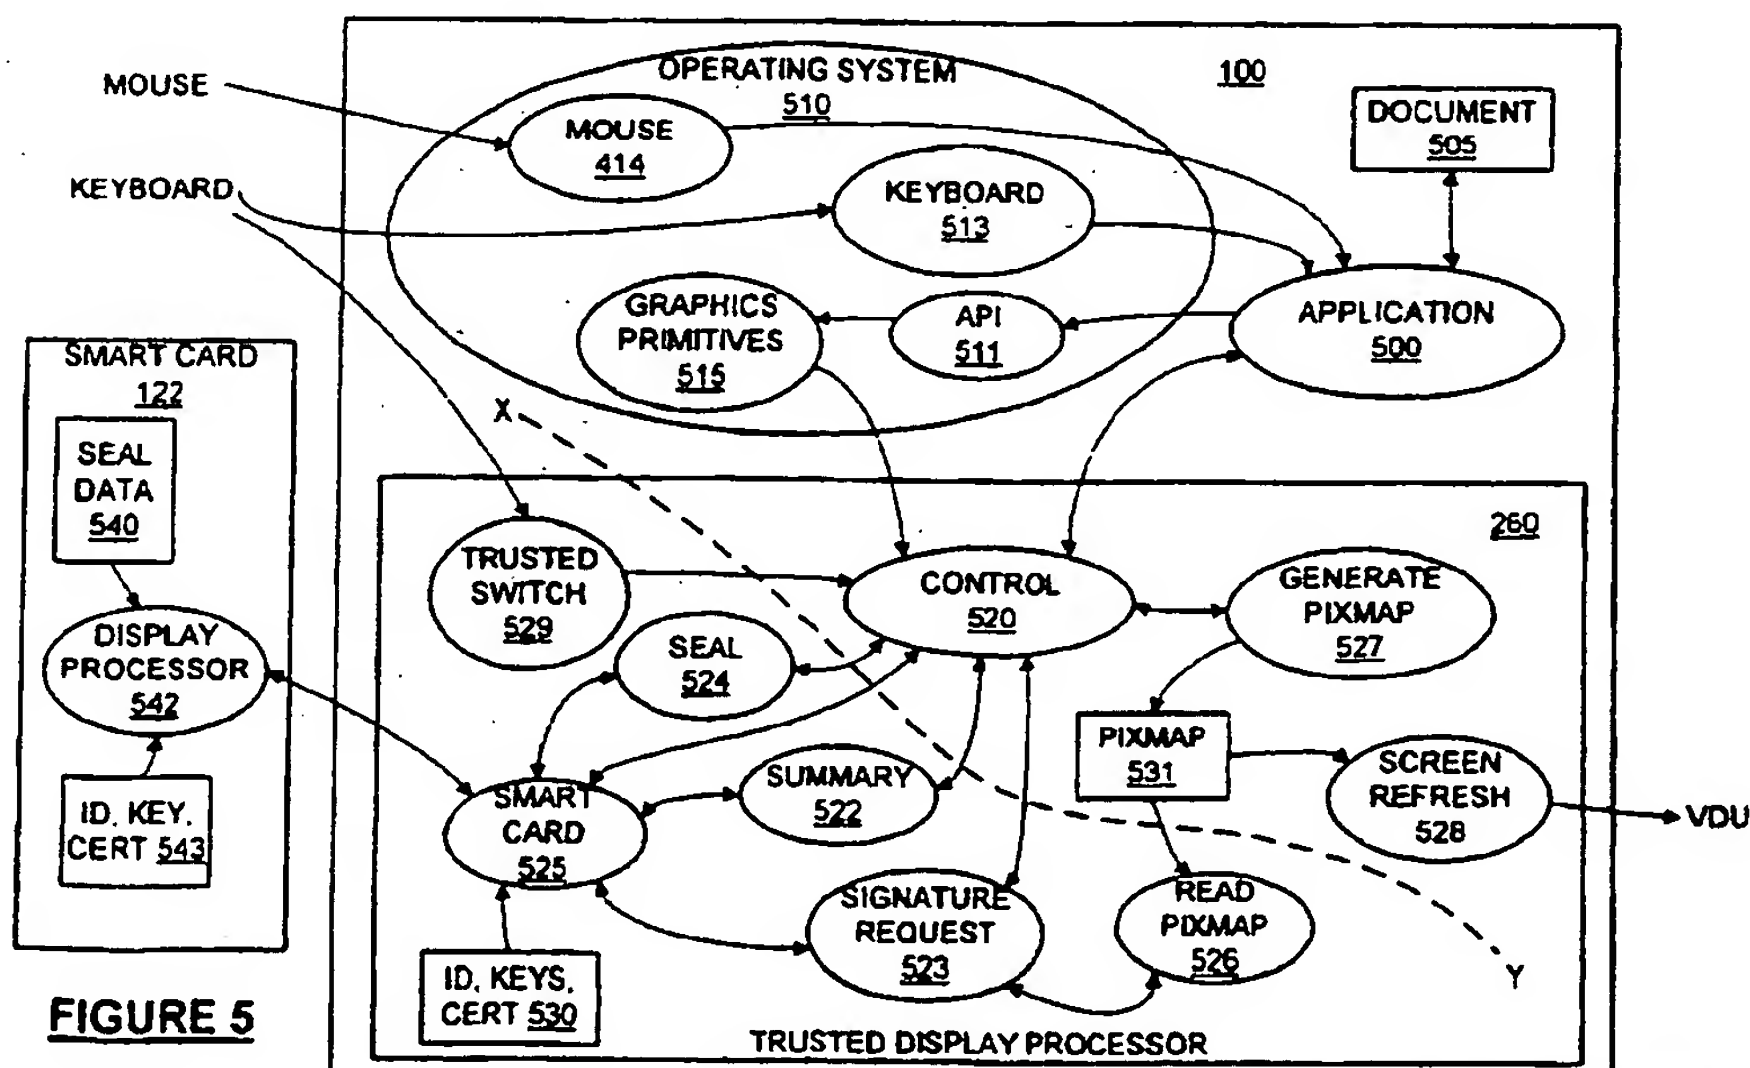 OPERATING SYSTEM
510
100
MOUSE
MOUSE
414
DOCUMENT
505
KEYBOARD
KEYBOARD
513
GRAPHICS
PRIMITIVES
515
API
511
APPLICATION
500
SMART CARD
122
SEAL
DATA
540
DISPLAY
PROCESSOR
542
ID. KEY.
CERT 543
X
260
TRUSTED
SWITCH
529
CONTROL
520
GENERATE
PIXMAP
527
SEAL
524
PIXMAP
531
SCREEN
REFRESH
528
VDU
SMART
CARD
525
SUMMARY
522
SIGNATURE
REQUEST
523
READ
PIXMAP
526
Y
ID. KEYS.
CERT 530
TRUSTED DISPLAY PROCESSOR
FIGURE 5